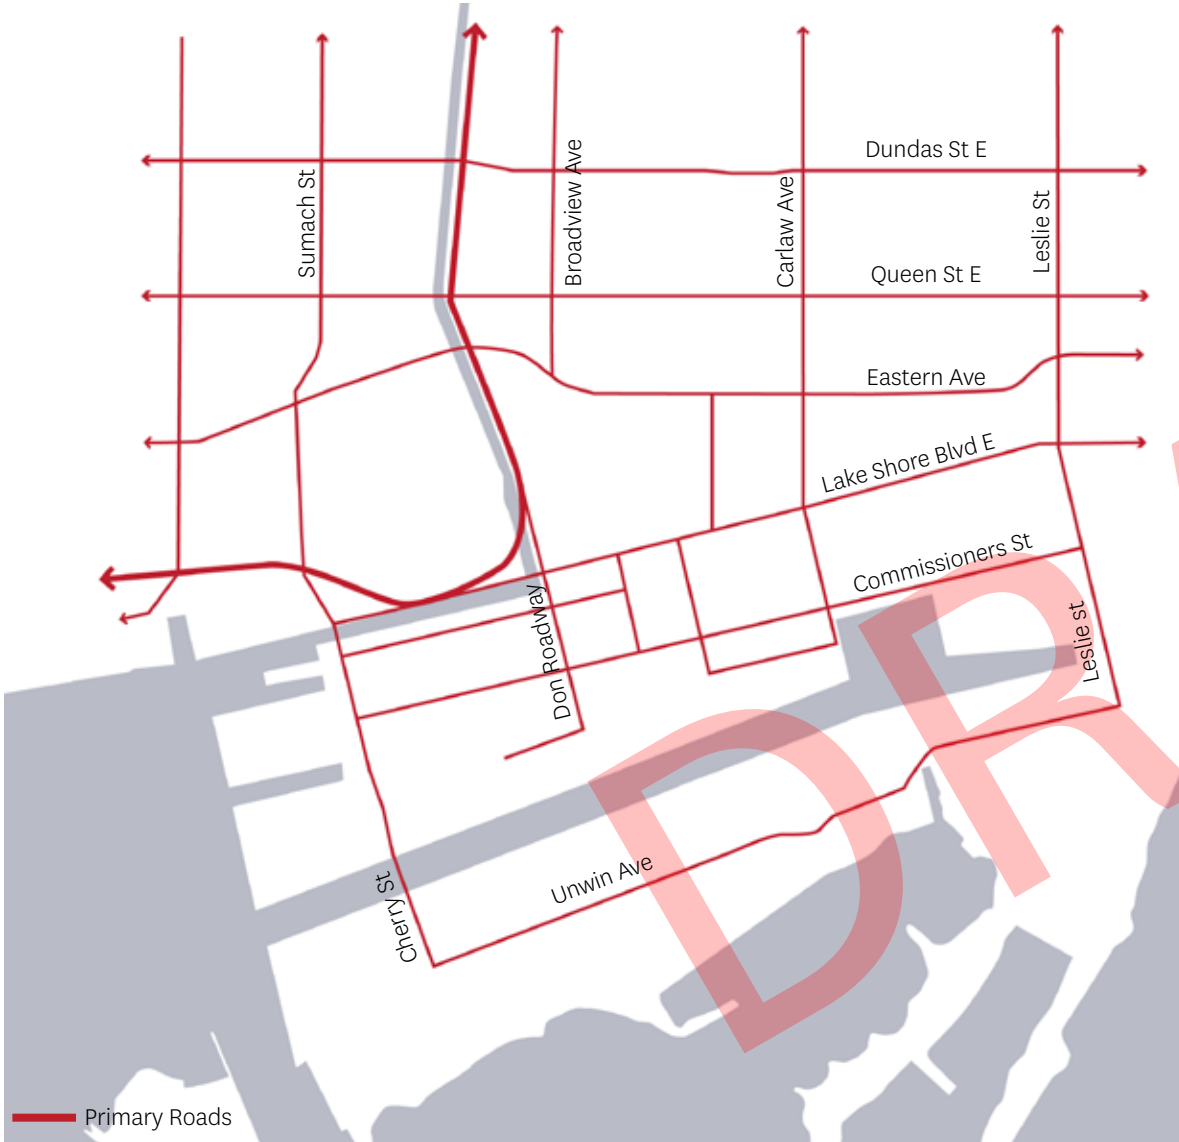 Dundas St E
Broadview Ave
Sumach St
Carlaw Ave
Leslie St
Queen St E
Eastern Ave
Lake Shore Blvd E
Commissioners St
Don Roadway
Leslie st
Unwin Ave
Cherry St
DR
Primary Roads